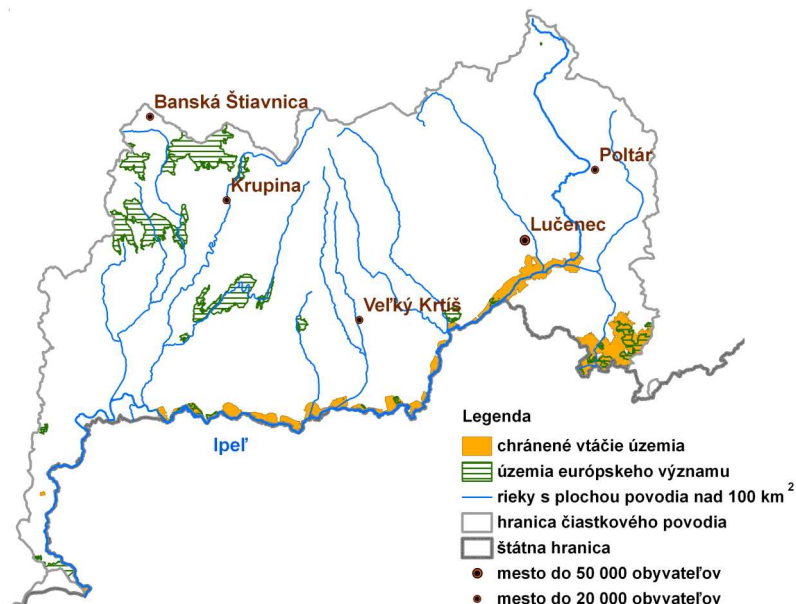 Banská Štiavnica
Poltár
Krupina
Lučenec
Veľký Krtíš
Ipeľ
Legenda
chránené vtáčie územia
územia európskeho významu
rieky s plochou povodia nad 100 km²
hranica čiastkového povodia
štátna hranica
mesto do 50 000 obyvateľov
mesto do 20 000 obyvateľov